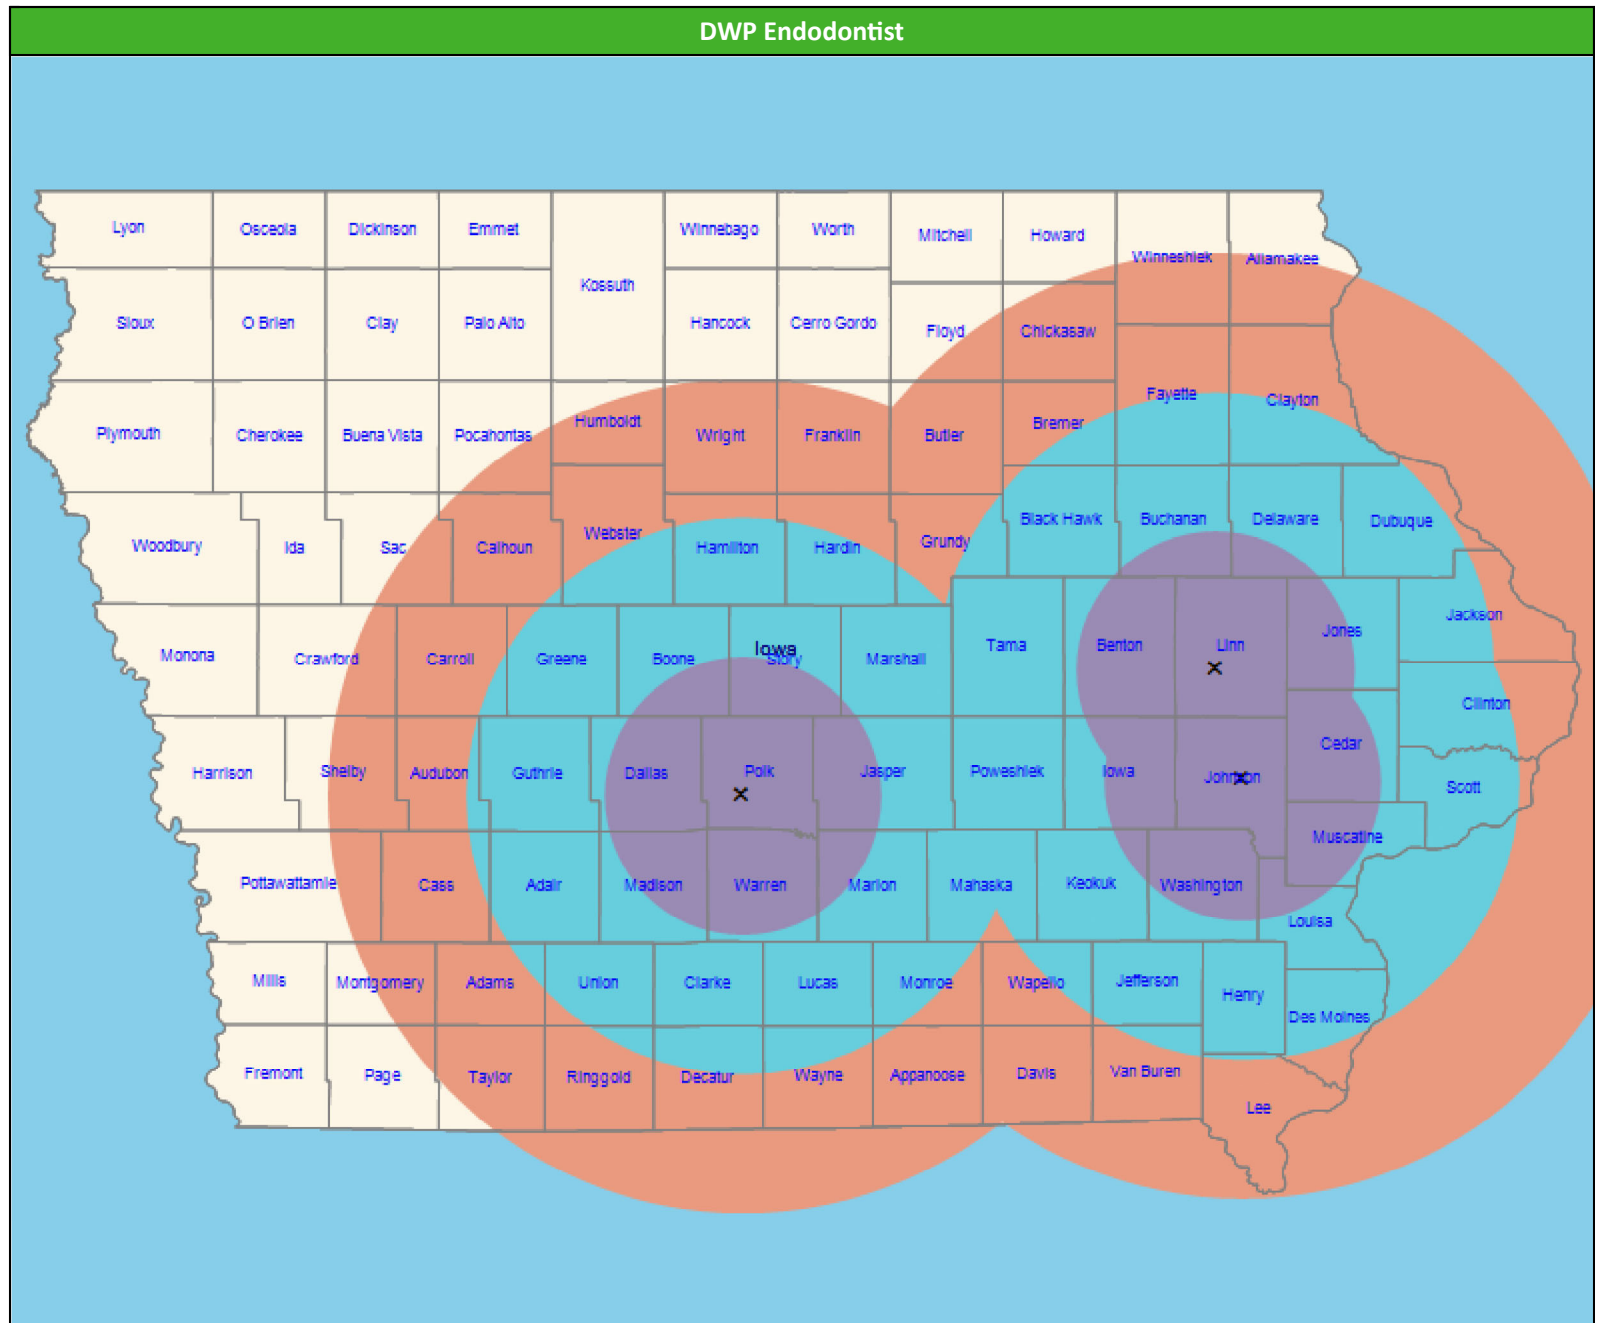 DWP Endodontist
Lyon
Osceola
Dickinson
Emmet
Winnebago
Worth
Mitchell
Howard
Winneshiek
Allamakee
Kossuth
Sioux
O Brien
Clay
Palo Alto
Hancock
Cerro Gordo
Floyd
Chickasaw
Fayette
Clayton
Plymouth
Cherokee
Buena Vista
Pocahontas
Humboldt
Wright
Franklin
Butler
Bremer
Woodbury
Ida
Sac
Calhoun
Webster
Hamilton
Hardin
Grundy
Black Hawk
Buchanan
Delaware
Dubuque
Monona
Crawford
Carroll
Greene
Boone
Iowa
Story
Marshall
Tama
Benton
Linn
Jones
Jackson
Harrison
Shelby
Audubon
Guthrie
Dallas
Polk
Jasper
Poweshiek
Iowa
Johnson
Cedar
Clinton
Scott
Muscatine
Pottawattamie
Cass
Adair
Madison
Warren
Marion
Mahaska
Keokuk
Washington
Louisa
Mills
Montgomery
Adams
Union
Clarke
Lucas
Monroe
Wapello
Jefferson
Henry
Des Moines
Fremont
Page
Taylor
Ringgold
Decatur
Wayne
Appanoose
Davis
Van Buren
Lee